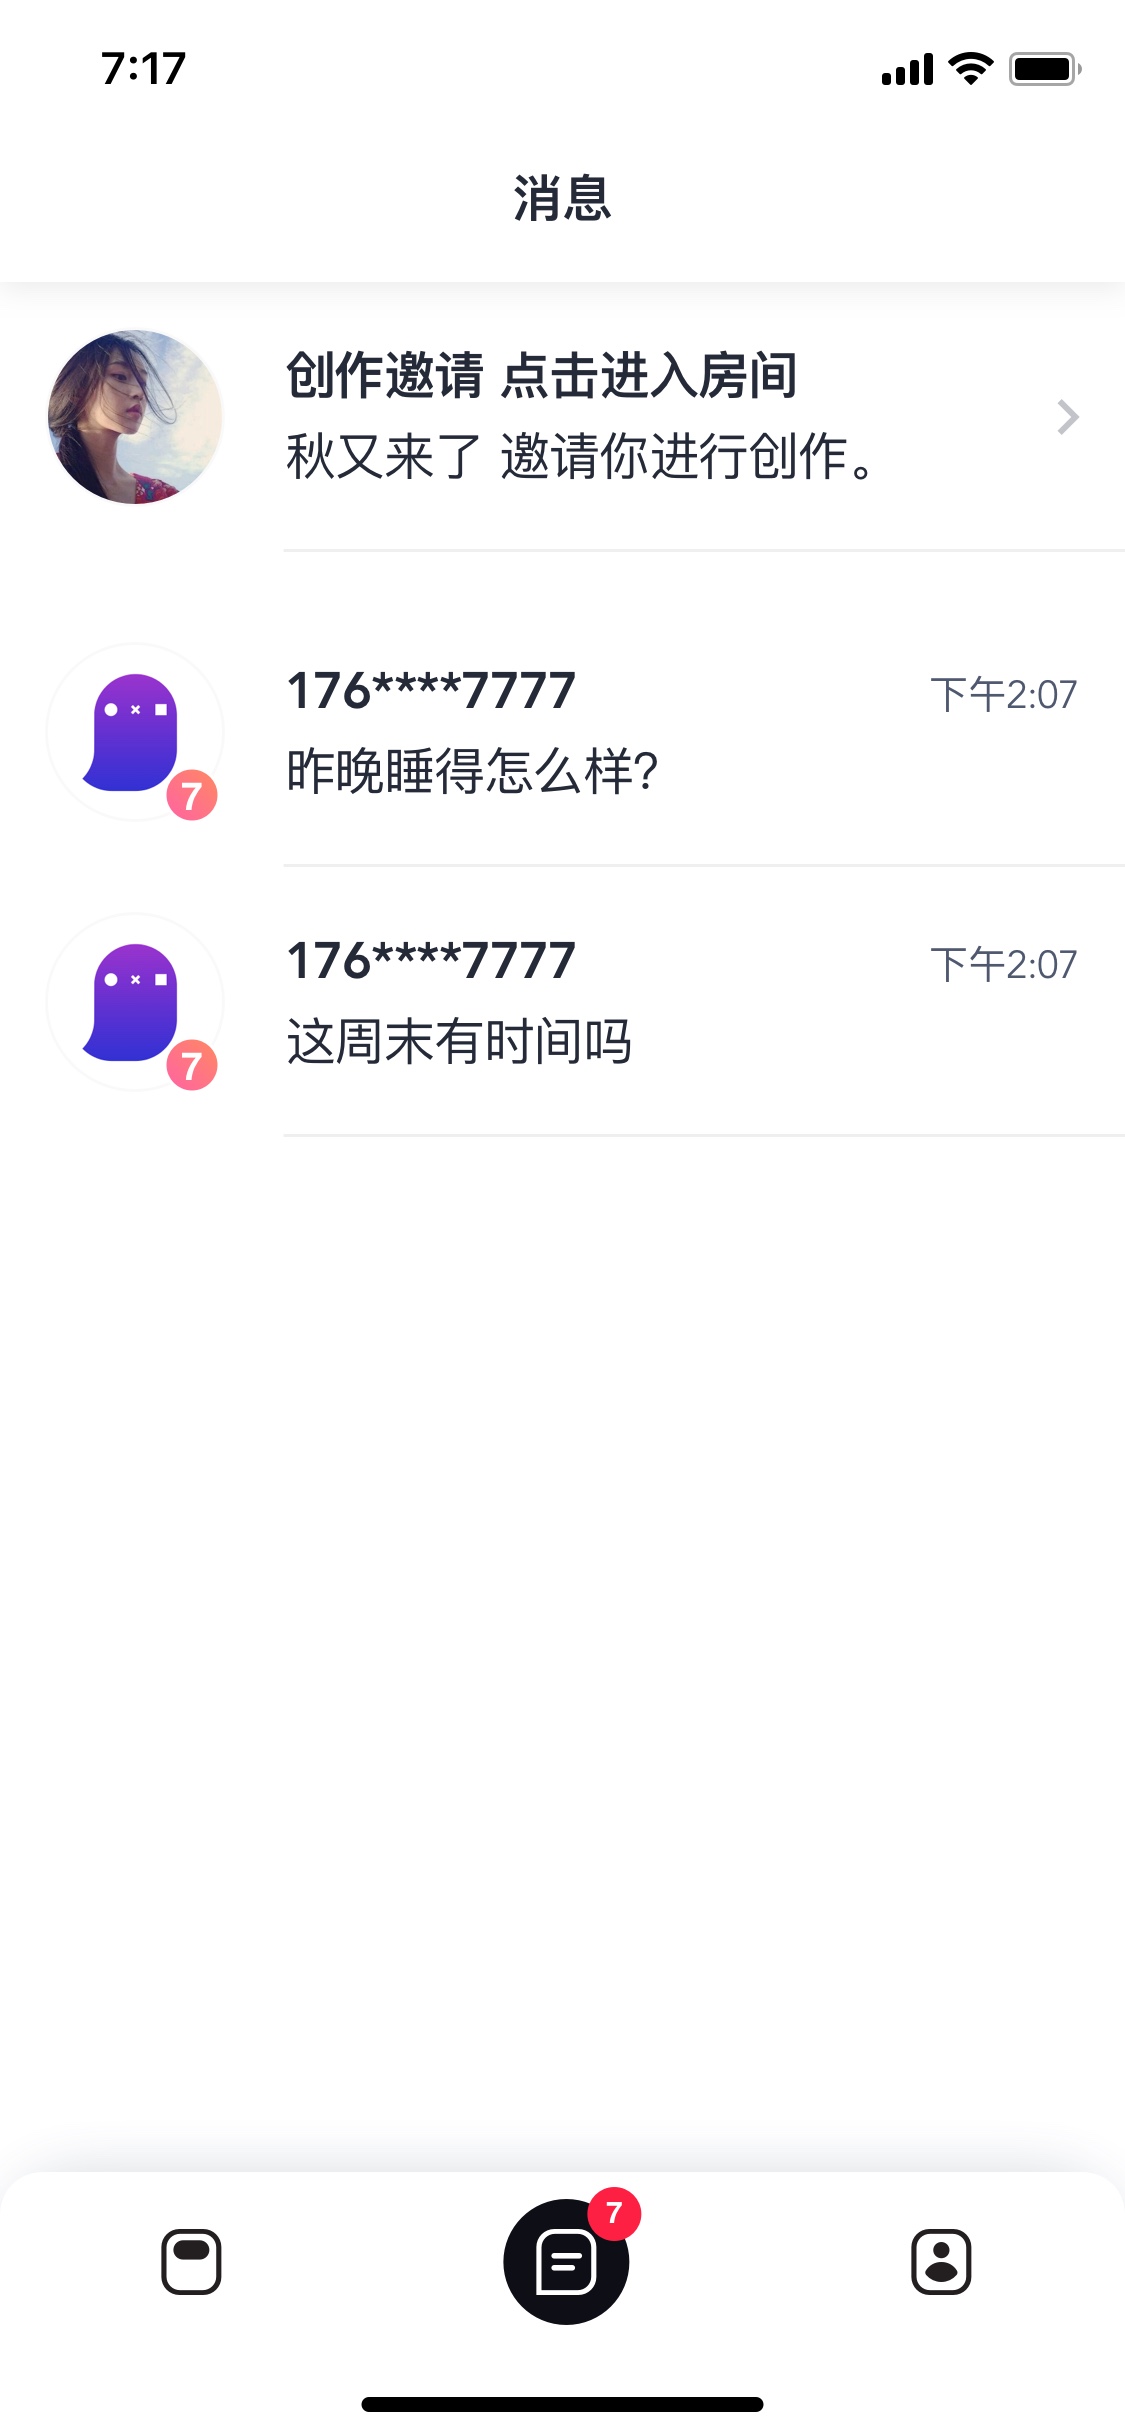 7:17
消息
创作邀请 点击进入房间
秋又来了 邀请你进行创作。
176****7777
下午2:07
昨晚睡得怎么样?
7
176****7777
下午2:07
这周末有时间吗
7
7